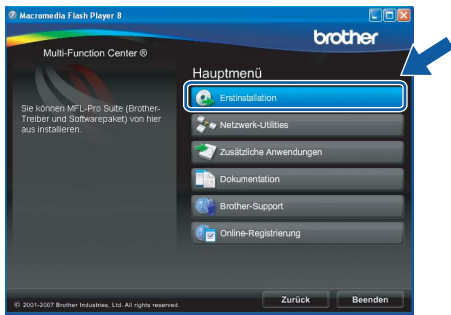 Macromedia Flash Player 8
brother
Multi-Function Center ®
Hauptmenü
Sie können MFL-Pro Suite (Brother-
Treiber und Softwarepaket) von hier
aus installieren.
Erstinstallation
Netzwerk-Utilities
Zusätzliche Anwendungen
Dokumentation
Brother-Support
Online-Registrierung
© 2001-2007 Brother Industries, Ltd. All rights reserved.
Zurück
Beenden